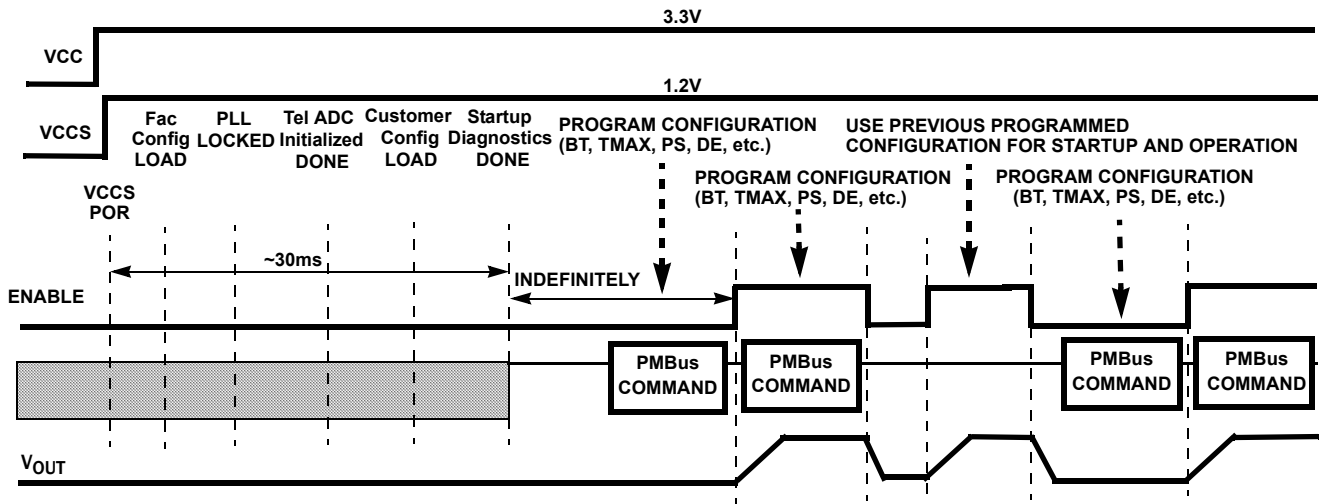 3.3V
VCC
1.2V
VCCS
Fac
Config
LOAD
PLL
LOCKED
Tel ADC
Initialized
DONE
Customer
Config
LOAD
Startup
Diagnostics
DONE
PROGRAM CONFIGURATION
(BT, TMAX, PS, DE, etc.)
USE PREVIOUS PROGRAMMED
CONFIGURATION FOR STARTUP AND OPERATION
PROGRAM CONFIGURATION
(BT, TMAX, PS, DE, etc.)
PROGRAM CONFIGURATION
(BT, TMAX, PS, DE, etc.)
VCCS
POR
~30ms
INDEFINITELY
ENABLE
PMBus
COMMAND
PMBus
COMMAND
PMBus
COMMAND
PMBus
COMMAND
VOUT